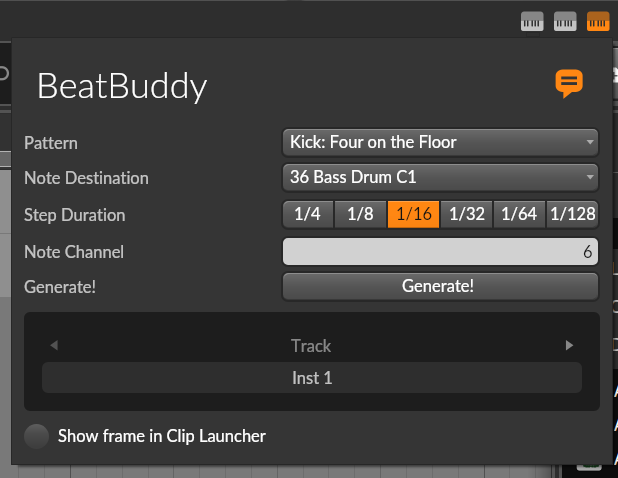 BeatBuddy
Pattern Kick: Four on the Floor
Note Destination 36 Bass Drum C1
Step Duration 1/4 1/8 1/16 1/32 1/64 1/128
Note Channel 6
Generate! Generate!
Track
Inst 1
Show frame in Clip Launcher